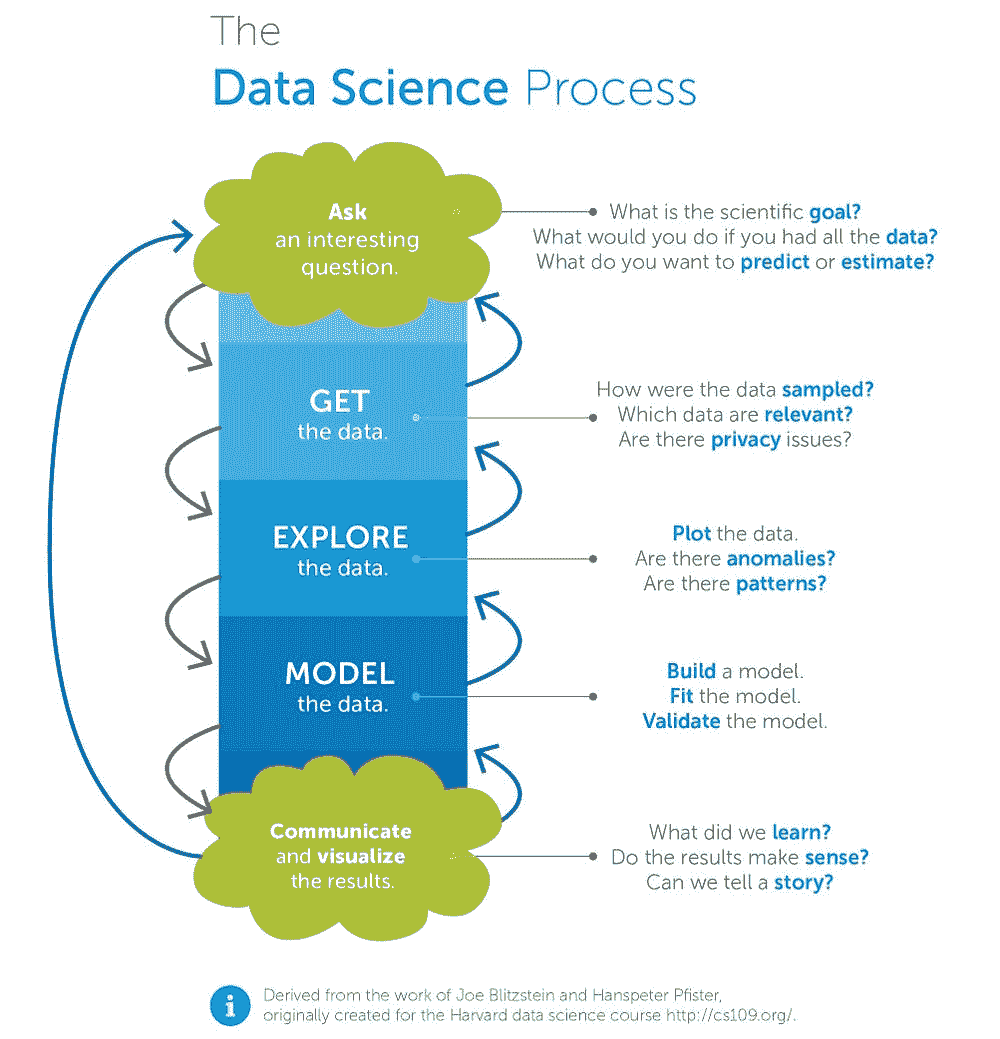 The
Data Science Process
Ask
an interesting
question.
What is the scientific goal?
What would you do if you had all the data?
What do you want to predict or estimate?
GET
the data.
How were the data sampled?
Which data are relevant?
Are there privacy issues?
EXPLORE
the data.
Plot the data.
Are there anomalies?
Are there patterns?
MODEL
the data.
Build a model.
Fit the model.
Validate the model.
Communicate
and visualize
the results.
What did we learn?
Do the results make sense?
Can we tell a story?
i
Derived from the work of Joe Blitzstein and Hanspeter Pfister,
originally created for the Harvard data science course http://cs109.org/.